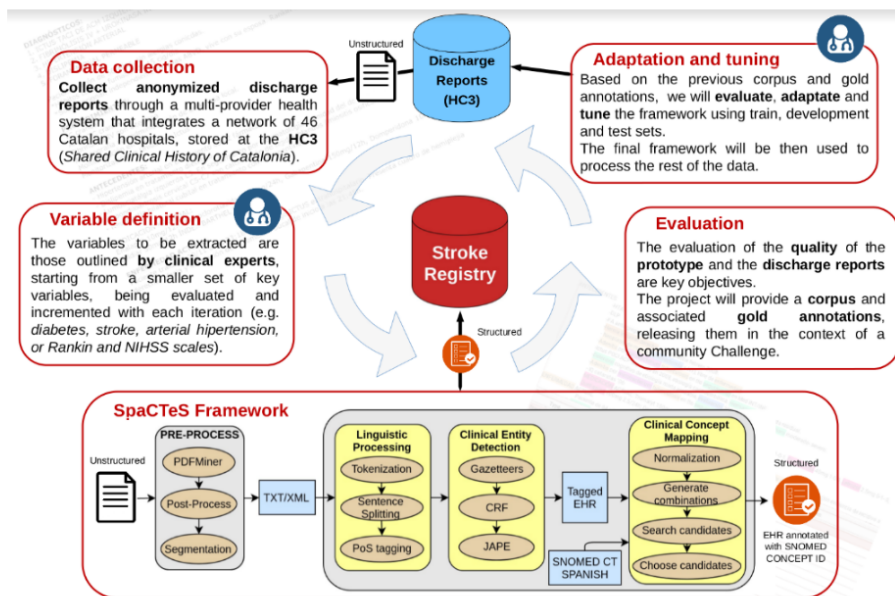 Data collection
Collect anonymized discharge
reports through a multi-provider health
system that integrates a network of 46
Catalan hospitals, stored at the HC3
(Shared Clinical History of Catalonia).
Unstructured
Discharge
Reports
(HC3)
Adaptation and tuning
Based on the previous corpus and gold
annotations, we will evaluate, adaptate and
tune the framework using train, development
and test sets.
The final framework will be then used to
process the rest of the data.
Variable definition
The variables to be extracted are
those outlined by clinical experts,
starting from a smaller set of key
variables, being evaluated and
incremented with each iteration (e.g.
diabetes, stroke, arterial hipertension,
or Rankin and NIHSS scales).
Stroke
Registry
Structured
Evaluation
The evaluation of the quality of the
prototype and the discharge reports
are key objectives.
The project will provide a corpus and
associated gold annotations,
releasing them in the context of a
community Challenge.
SpaCTeS Framework
Unstructured
PRE-PROCESS
PDFMiner
Post-Process
Segmentation
TXT/XML
Linguistic
Processing
Tokenization
Sentence
Splitting
PoS tagging
Clinical Entity
Detection
Gazetteers
CRF
JAPE
Tagged
EHR
SNOMED CT
SPANISH
Clinical Concept
Mapping
Normalization
Generate
combinations
Search candidates
Choose candidates
Structured
EHR annotated
with SNOMED
CONCEPT ID